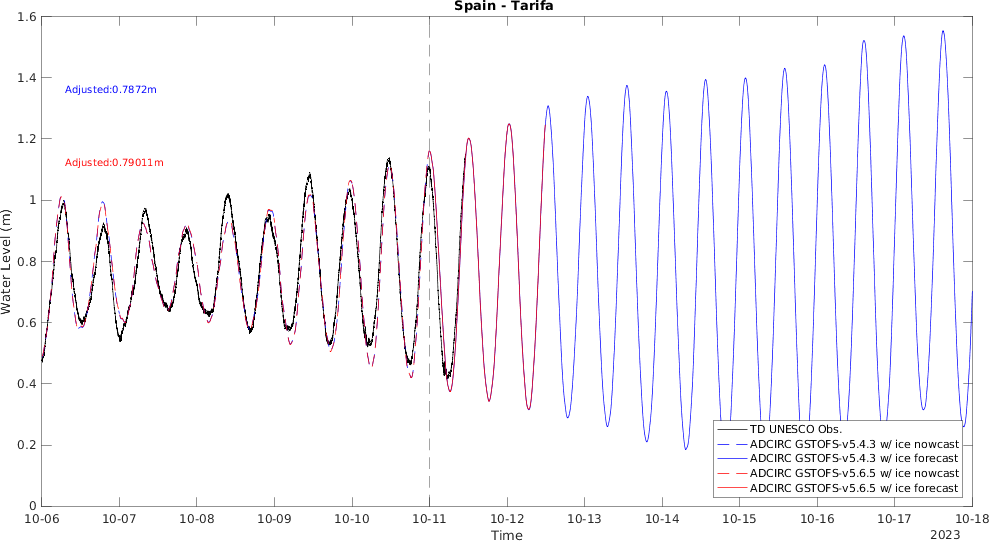 Spain - Tarifa
1.6
1.4
1.2
1
0.8
0.6
0.4
0.2
0
Water Level (m)
Adjusted:0.7872m
Adjusted:0.79011m
TD UNESCO Obs.
ADCIRC GSTOFS-v5.4.3 w/ ice nowcast
ADCIRC GSTOFS-v5.4.3 w/ ice forecast
ADCIRC GSTOFS-v5.6.5 w/ ice nowcast
ADCIRC GSTOFS-v5.6.5 w/ ice forecast
10-06 10-07 10-08 10-09 10-10 10-11 10-12 10-13 10-14 10-15 10-16 10-17 10-18
Time
2023